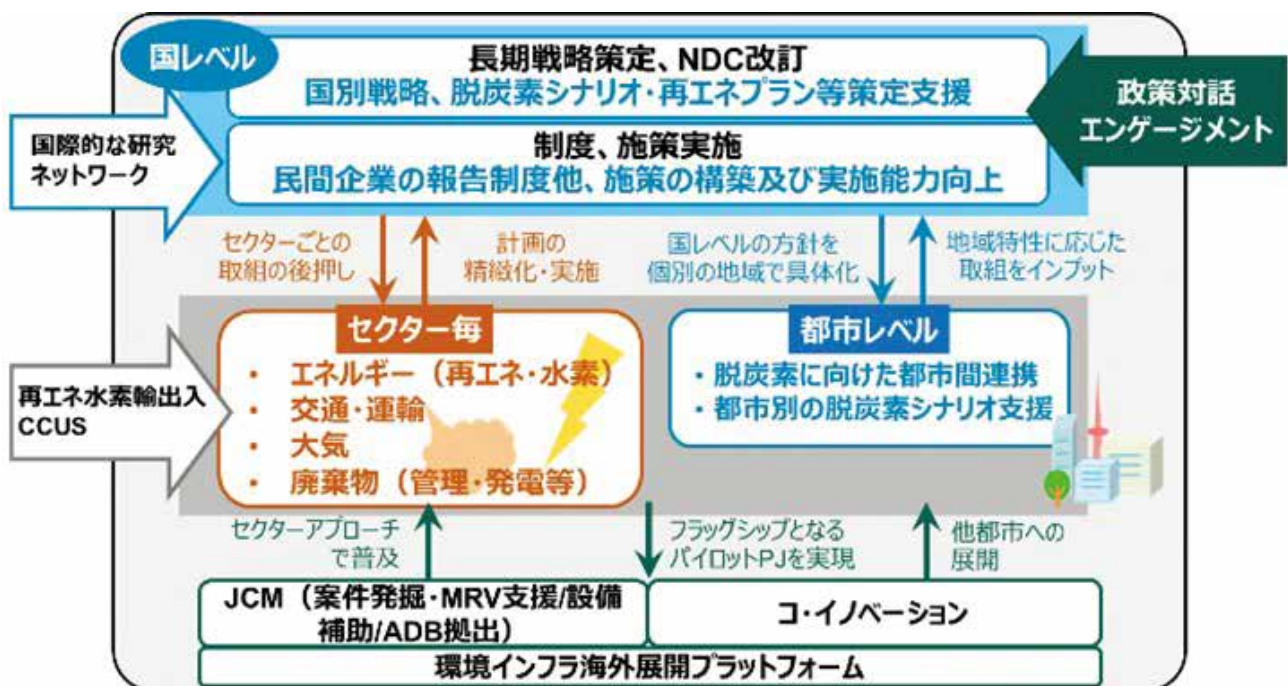 国レベル
長期戦略策定、NDC改訂
国別戦略、脱炭素シナリオ・再エネプラン等策定支援
制度、施策実施
民間企業の報告制度他、施策の構築及び実施能力向上
政策対話
エンゲージメント
国際的な研究
ネットワーク
セクターごとの
取組の後押し
計画の
精緻化・実施
国レベルの方針を
個別の地域で具体化
地域特性に応じた
取組をインプット
再エネ水素輸出入
CCUS
セクター毎
・ エネルギー（再エネ・水素）
・ 交通・運輸
・ 大気
・ 廃棄物（管理・発電等）
都市レベル
・脱炭素に向けた都市間連携
・都市別の脱炭素シナリオ支援
セクターアプローチ
で普及
フラッグシップとなる
パイロットPJを実現
他都市への
展開
JCM（案件発掘・MRV支援/設備
補助/ADB拠出）
コ・イノベーション
環境インフラ海外展開プラットフォーム